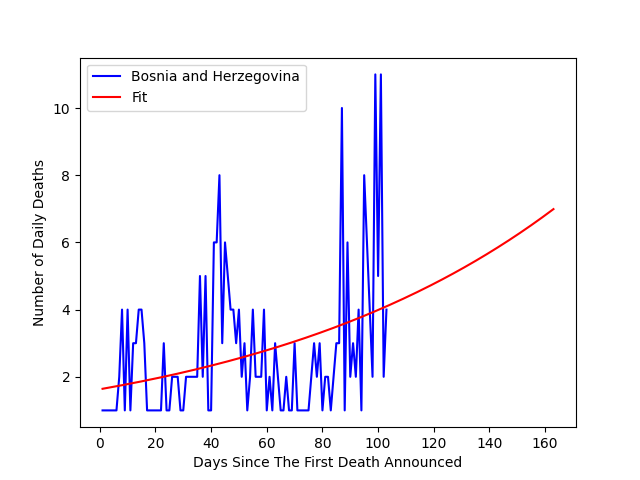 Bosnia and Herzegovina
Fit
10
8
6
4
2
Number of Daily Deaths
0 20 40 60 80 100 120 140 160
Days Since The First Death Announced